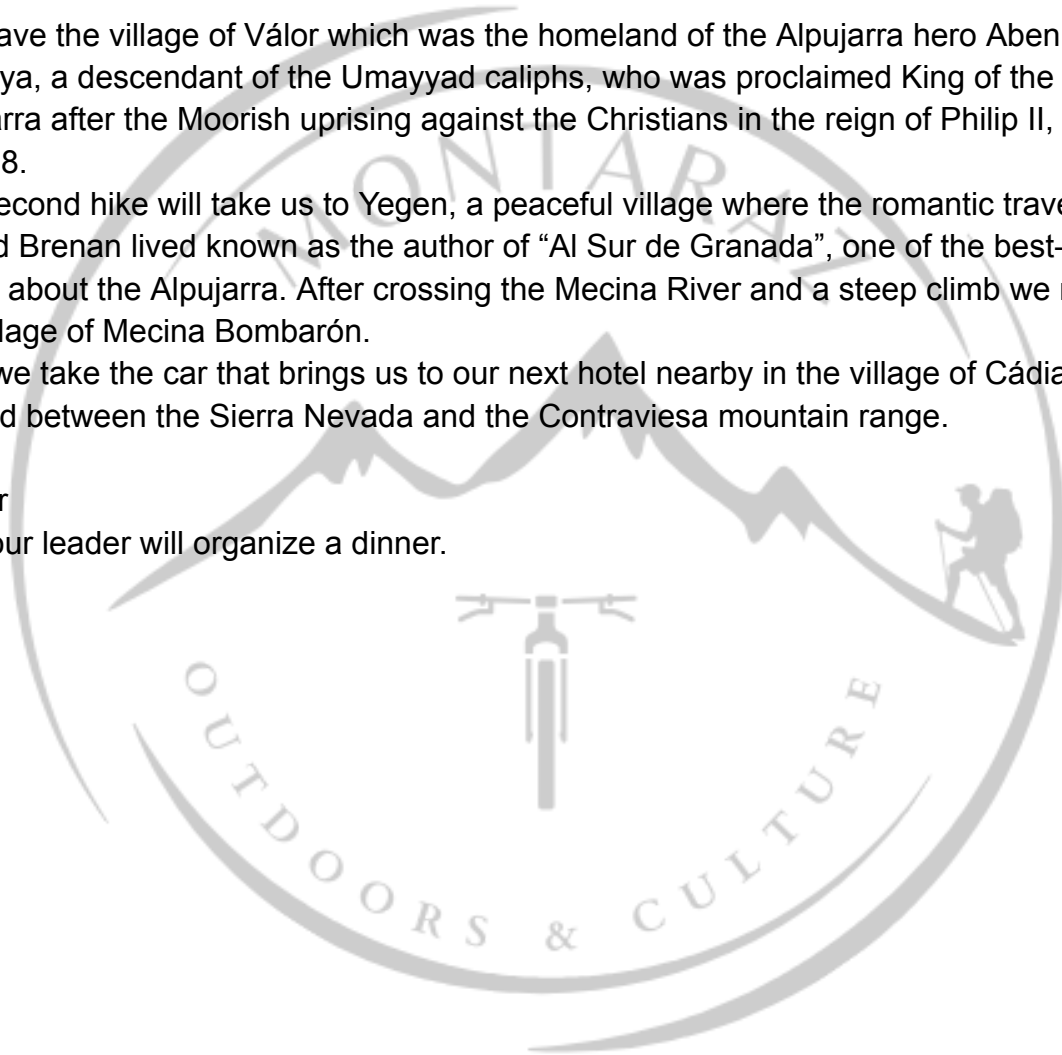 ave the village of Válor which was the homeland of the Alpujarra hero Aben
ya, a descendant of the Umayyad caliphs, who was proclaimed King of the
arra after the Moorish uprising against the Christians in the reign of Philip II,
8.
econd hike will take us to Yegen, a peaceful village where the romantic trave
d Brenan lived known as the author of “Al Sur de Granada”, one of the best-
about the Alpujarra. After crossing the Mecina River and a steep climb we
lage of Mecina Bombarón.
we take the car that brings us to our next hotel nearby in the village of Cádia
d between the Sierra Nevada and the Contraviesa mountain range.
r
our leader will organize a dinner.
MONTARAZ
OUTDOORS & CULTURE